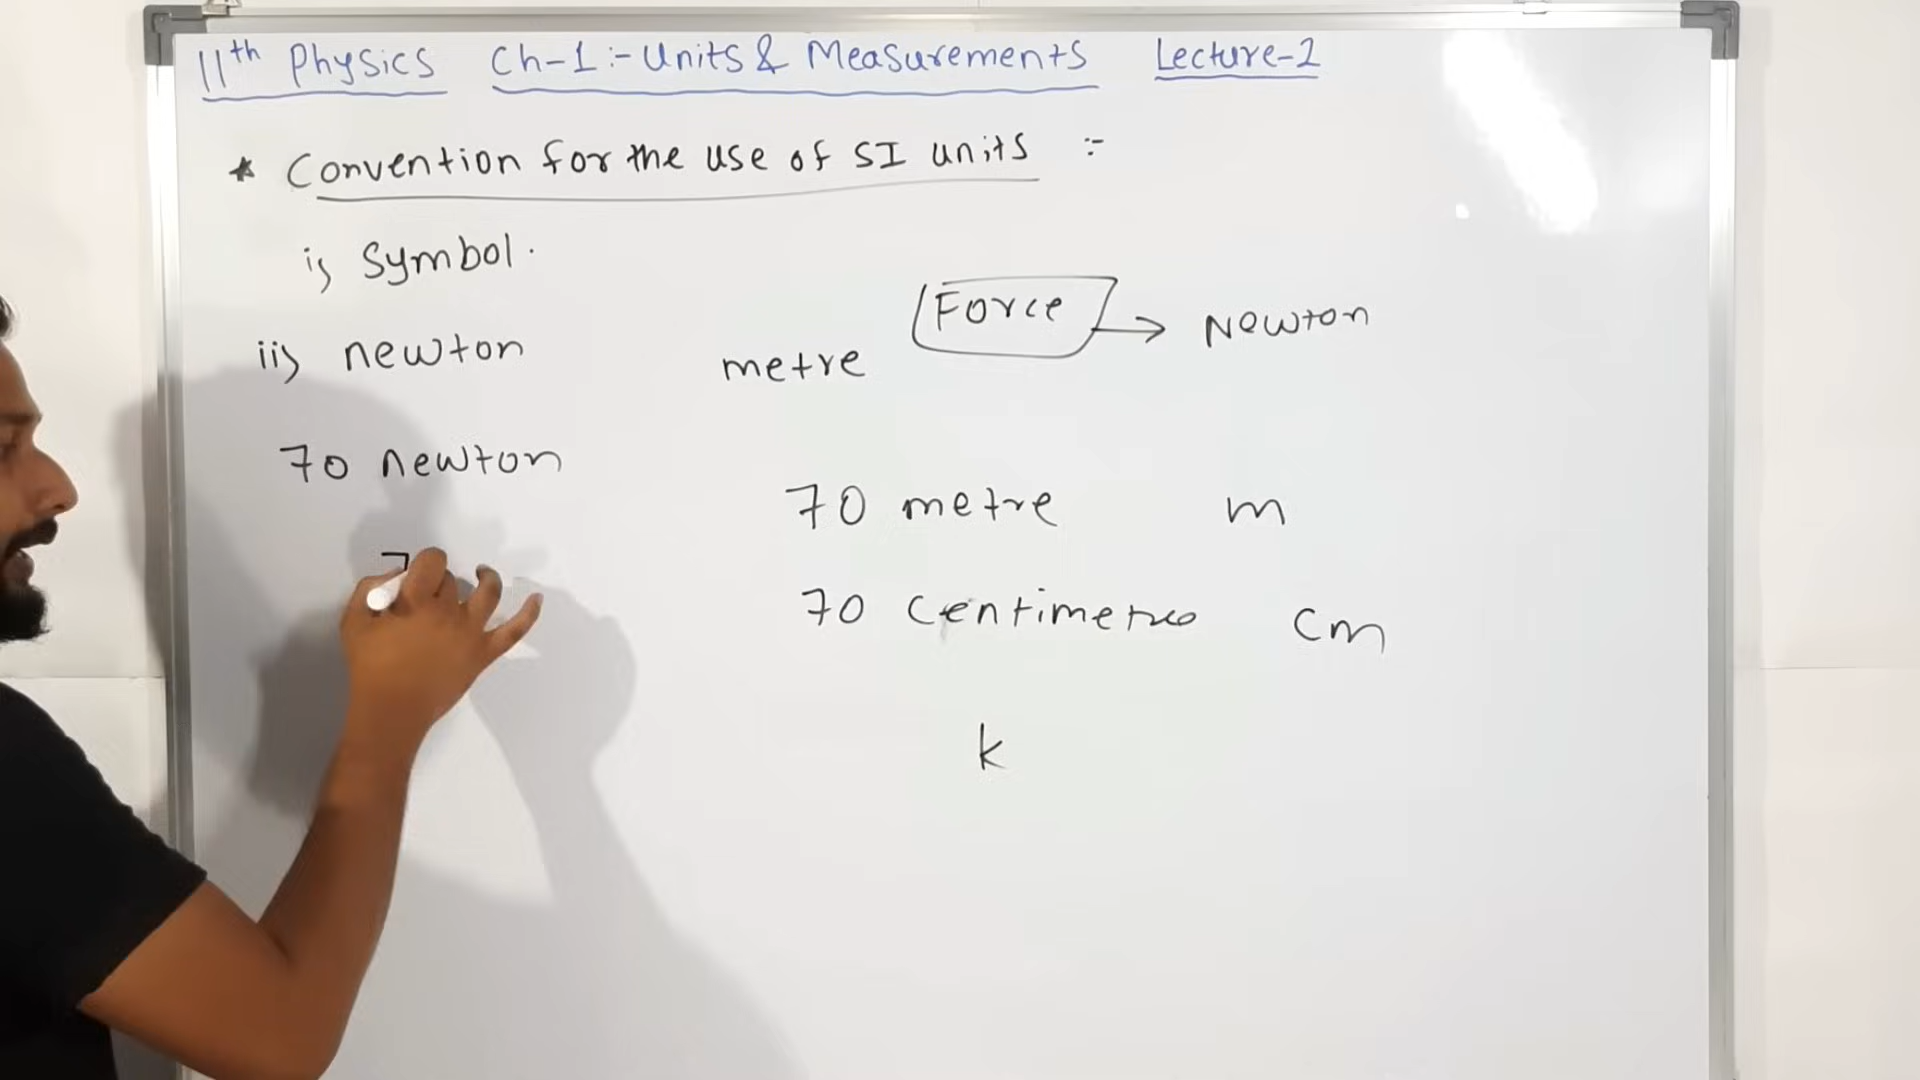 11th Physics Ch-1:- Units & Measurements Lecture-2
* Convention for the use of SI units :-
i) Symbol.
Force → Newton
ii) newton metre
70 newton
70 metre m
7
70 centimetre cm
k